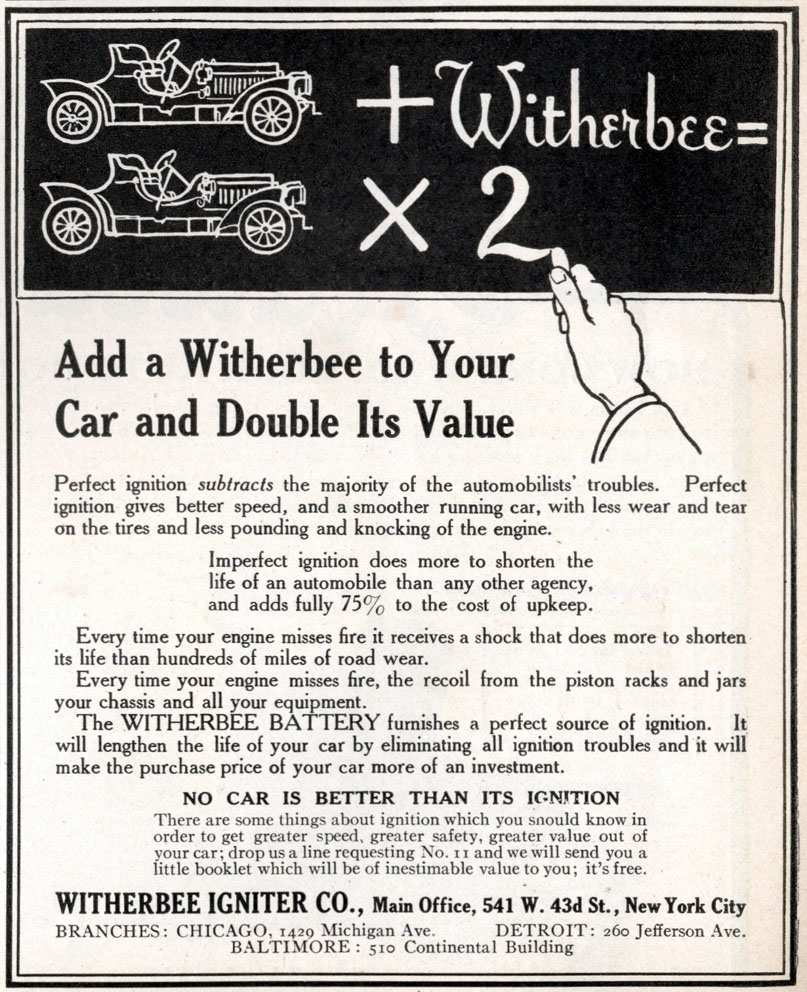 + Witherbee =
× 2
Add a Witherbee to Your
Car and Double Its Value
Perfect ignition subtracts the majority of the automobilists' troubles. Perfect
ignition gives better speed, and a smoother running car, with less wear and tear
on the tires and less pounding and knocking of the engine.
Imperfect ignition does more to shorten the
life of an automobile than any other agency,
and adds fully 75% to the cost of upkeep.
Every time your engine misses fire it receives a shock that does more to shorten
its life than hundreds of miles of road wear.
Every time your engine misses fire, the recoil from the piston racks and jars
your chassis and all your equipment.
The WITHERBEE BATTERY furnishes a perfect source of ignition. It
will lengthen the life of your car by eliminating all ignition troubles and it will
make the purchase price of your car more of an investment.
NO CAR IS BETTER THAN ITS IGNITION
There are some things about ignition which you should know in
order to get greater speed, greater safety, greater value out of
your car; drop us a line requesting No. 11 and we will send you a
little booklet which will be of inestimable value to you; it's free.
WITHERBEE IGNITER CO., Main Office, 541 W. 43d St., New York City
BRANCHES: CHICAGO, 1429 Michigan Ave. DETROIT: 260 Jefferson Ave.
BALTIMORE: 510 Continental Building